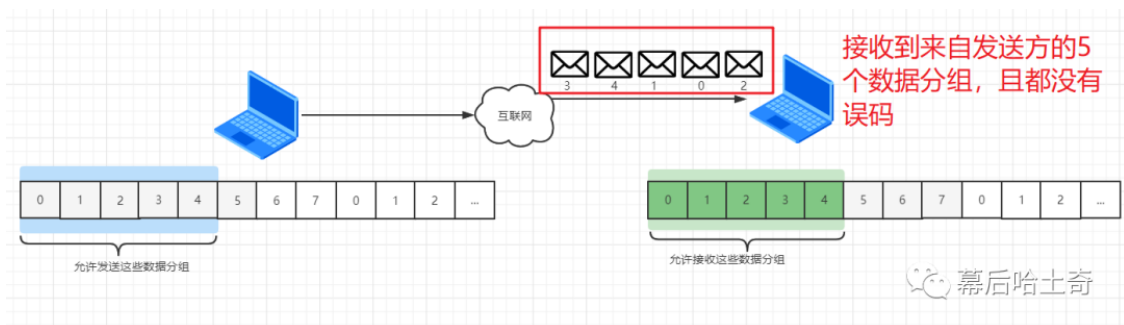 接收到来自发送方的5
个数据分组，且都没有
误码
3 4 1 0 2
互联网
0 1 2 3 4 5 6 7 0 1 2 ...
0 1 2 3 4 5 6 7 0 1 2 ...
允许发送这些数据分组
允许接收这些数据分组
幕后哈土奇